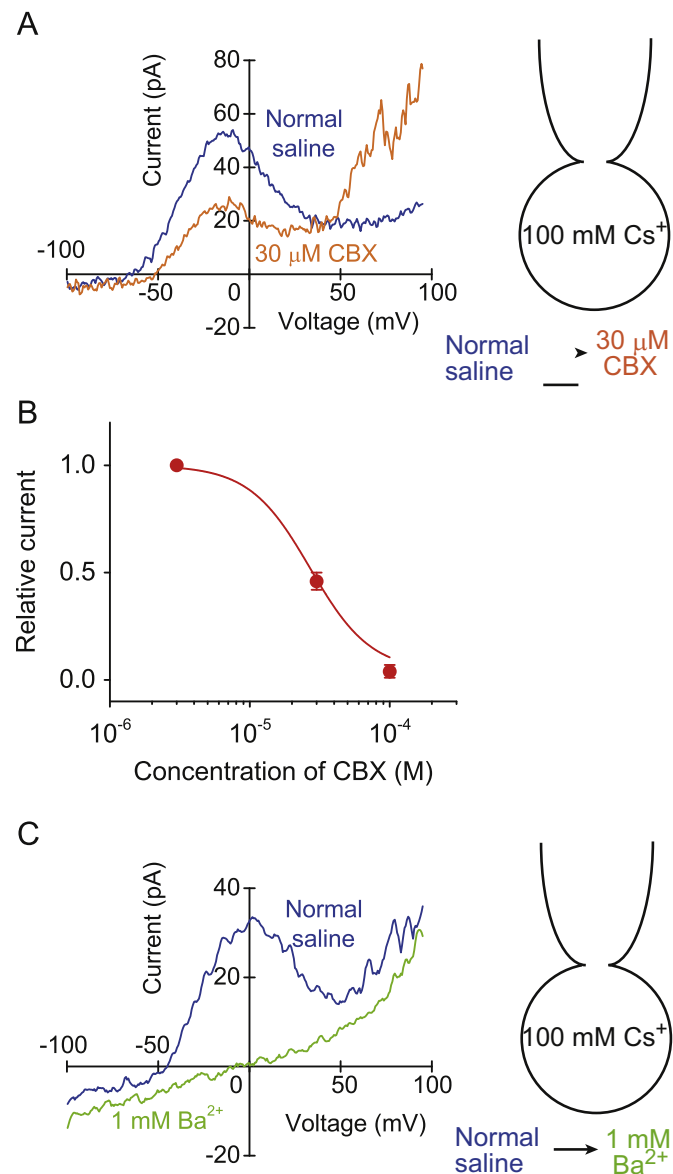 A
Current (pA)
80
60
40
20
-20
-100
-50
0
50
100
Voltage (mV)
Normal
saline
30 μM CBX
100 mM Cs⁺
Normal
saline
30 μM
CBX
B
Relative current
1.0
0.5
0.0
10⁻⁶
10⁻⁵
10⁻⁴
Concentration of CBX (M)
C
Current (pA)
40
20
-20
-100
-50
0
50
100
Voltage (mV)
Normal
saline
1 mM Ba²⁺
100 mM Cs⁺
Normal
saline
1 mM
Ba²⁺